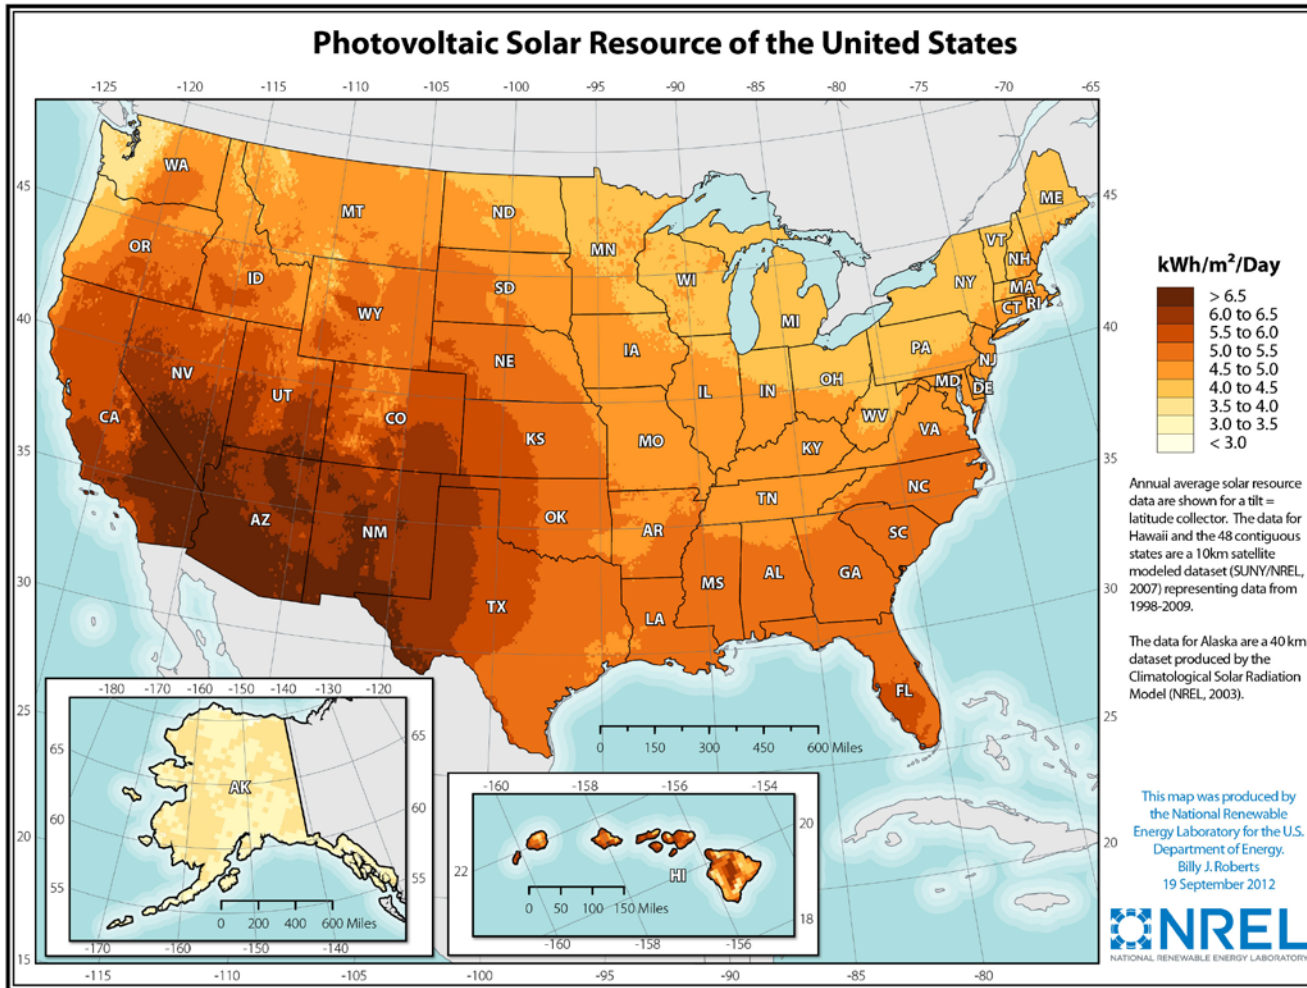 Photovoltaic Solar Resource of the United States
-125 -120 -115 -110 -105 -100 -95 -90 -85 -80 -75 -70 -65
45
40
35
30
25
20
15
45
40
35
30
25
20
-115 -110 -105 -100 -95 -90 -85 -80
WA
OR
CA
NV
ID
MT
WY
UT
CO
AZ
NM
ND
SD
NE
KS
OK
TX
MN
IA
MO
AR
LA
WI
IL
MI
IN
OH
KY
TN
MS
AL
GA
FL
SC
NC
VA
WV
PA
NY
VT
NH
ME
MA
CT
RI
NJ
MD
DE
0 150 300 450 600 Miles
-180 -170 -160 -150 -140 -130 -120
65
60
55
65
60
55
AK
0 200 400 600 Miles
-170 -160 -150 -140
-160 -158 -156 -154
22
20
18
HI
0 50 100 150 Miles
-160 -158 -156
kWh/m²/Day
> 6.5
6.0 to 6.5
5.5 to 6.0
5.0 to 5.5
4.5 to 5.0
4.0 to 4.5
3.5 to 4.0
3.0 to 3.5
< 3.0
Annual average solar resource
data are shown for a tilt =
latitude collector. The data for
Hawaii and the 48 contiguous
states are a 10km satellite
modeled dataset (SUNY/NREL,
2007) representing data from
1998-2009.
The data for Alaska are a 40 km
dataset produced by the
Climatological Solar Radiation
Model (NREL, 2003).
This map was produced by
the National Renewable
Energy Laboratory for the U.S.
Department of Energy.
Billy J. Roberts
19 September 2012
NREL
NATIONAL RENEWABLE ENERGY LABORATORY